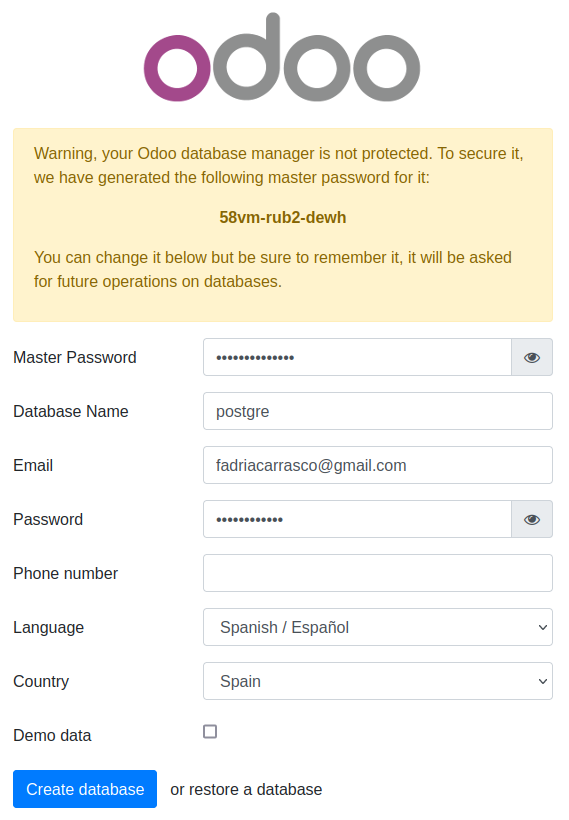 odoo
Warning, your Odoo database manager is not protected. To secure it,
we have generated the following master password for it:
58vm-rub2-dewh
You can change it below but be sure to remember it, it will be asked
for future operations on databases.
Master Password ••••••••••••••
Database Name postgre
Email fadriacarrasco@gmail.com
Password ••••••••••••
Phone number
Language Spanish / Español
Country Spain
Demo data
Create database or restore a database